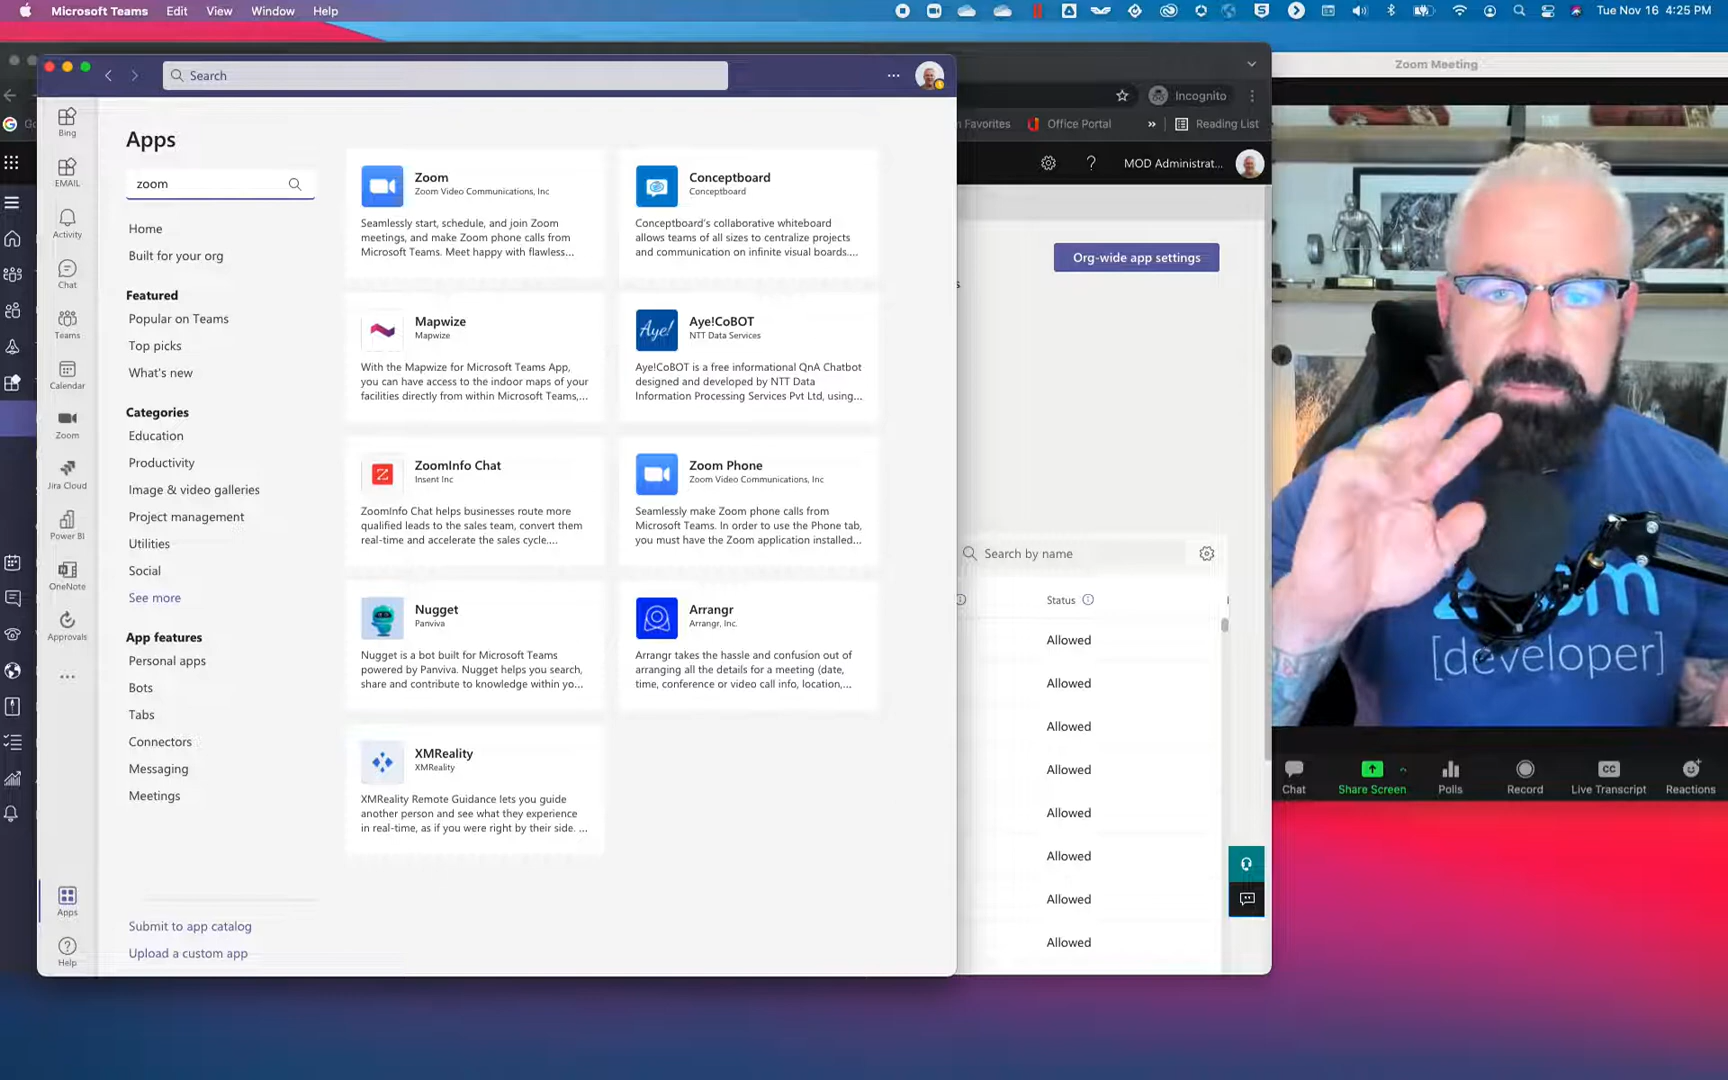 Microsoft Teams Edit View Window Help
Tue Nov 16 4:25 PM
Search
Zoom Meeting
Incognito
Favorites Office Portal » Reading List
MOD Administrat...
Org-wide app settings
Search by name
Status
Allowed
Allowed
Allowed
Allowed
Allowed
Allowed
Allowed
Allowed
Bing
EMAIL
Activity
Chat
Teams
Calendar
Zoom
Jira Cloud
Power BI
OneNote
Approvals
Apps
Help
Apps
zoom
Home
Built for your org
Featured
Popular on Teams
Top picks
What's new
Categories
Education
Productivity
Image & video galleries
Project management
Utilities
Social
See more
App features
Personal apps
Bots
Tabs
Connectors
Messaging
Meetings
Submit to app catalog
Upload a custom app
Zoom
Zoom Video Communications, Inc
Seamlessly start, schedule, and join Zoom
meetings, and make Zoom phone calls from
Microsoft Teams. Meet happy with flawless...
Conceptboard
Conceptboard
Conceptboard's collaborative whiteboard
allows teams of all sizes to centralize projects
and communication on infinite visual boards....
Mapwize
Mapwize
With the Mapwize for Microsoft Teams App,
you can have access to the indoor maps of your
facilities directly from within Microsoft Teams,...
Aye!
Aye!CoBOT
NTT Data Services
Aye!CoBOT is a free informational QnA Chatbot
designed and developed by NTT Data
Information Processing Services Pvt Ltd, using...
ZoomInfo Chat
Insent Inc
ZoomInfo Chat helps businesses route more
qualified leads to the sales team, convert them
real-time and accelerate the sales cycle....
Zoom Phone
Zoom Video Communications, Inc
Seamlessly make Zoom phone calls from
Microsoft Teams. In order to use the Phone tab,
you must have the Zoom application installed...
Nugget
Panviva
Nugget is a bot built for Microsoft Teams
powered by Panviva. Nugget helps you search,
share and contribute to knowledge within yo...
Arrangr
Arrangr, Inc.
Arrangr takes the hassle and confusion out of
arranging all the details for a meeting (date,
time, conference or video call info, location,...
XMReality
XMReality
XMReality Remote Guidance lets you guide
another person and see what they experience
in real-time, as if you were right by their side. ...
zoom
[developer]
Chat
Share Screen
Polls
Record
CC
Live Transcript
Reactions